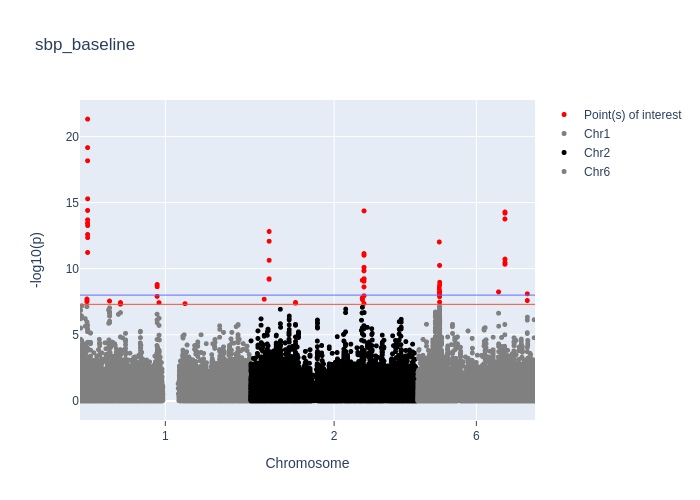 sbp_baseline
Point(s) of interest
Chr1
Chr2
Chr6
20
15
10
5
0
-log10(p)
1 2 6
Chromosome